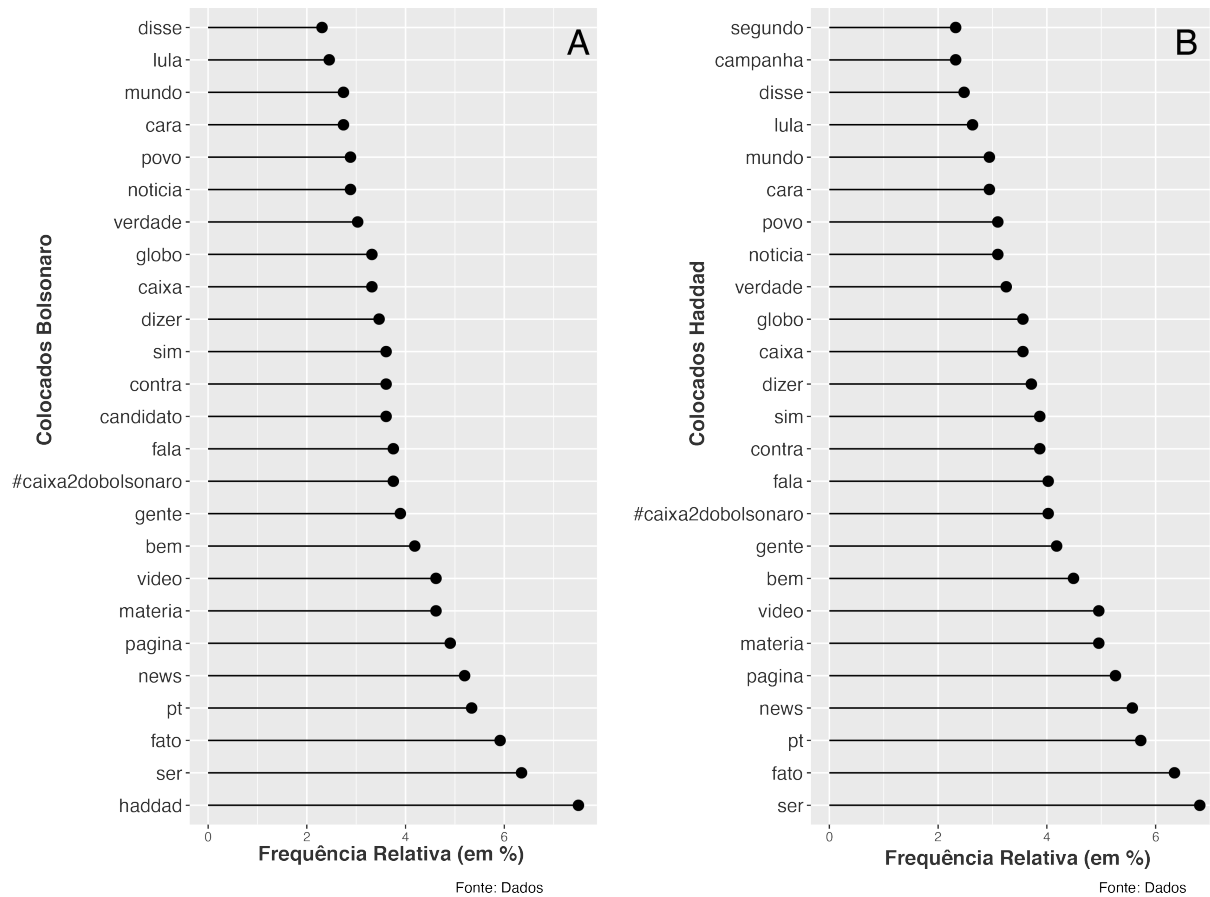 A
Colocados Bolsonaro
disse
lula
mundo
cara
povo
noticia
verdade
globo
caixa
dizer
sim
contra
candidato
fala
#caixa2dobolsonaro
gente
bem
video
materia
pagina
news
pt
fato
ser
haddad
0 2 4 6
Frequência Relativa (em %)
Fonte: Dados
B
Colocados Haddad
segundo
campanha
disse
lula
mundo
cara
povo
noticia
verdade
globo
caixa
dizer
sim
contra
fala
#caixa2dobolsonaro
gente
bem
video
materia
pagina
news
pt
fato
ser
0 2 4 6
Frequência Relativa (em %)
Fonte: Dados